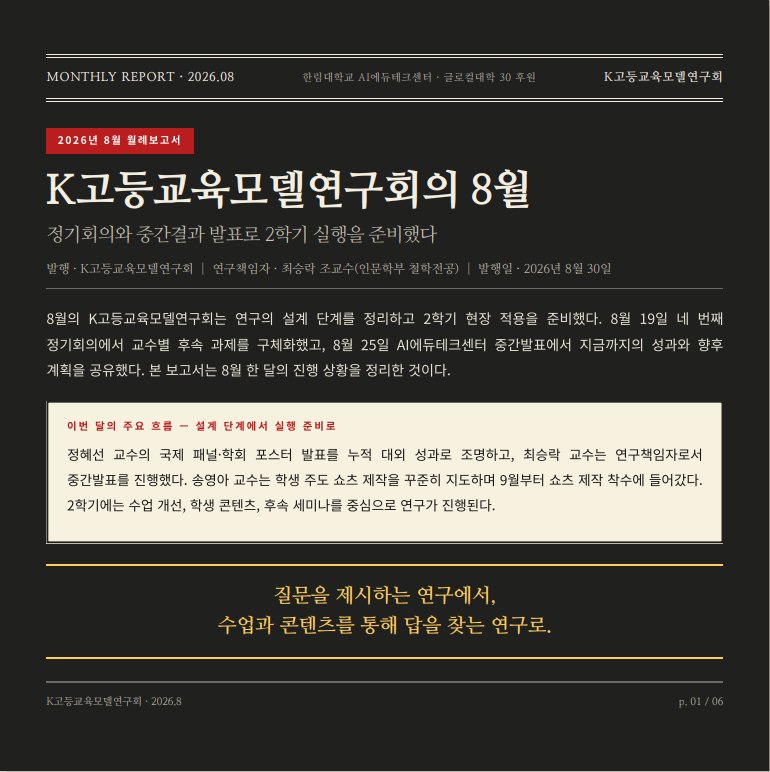 MONTHLY REPORT · 2026.08
한림대학교 AI에듀테크센터 · 글로컬대학 30 후원
K고등교육모델연구회
2026년 8월 월례보고서
K고등교육모델연구회의 8월
정기회의와 중간결과 발표로 2학기 실행을 준비했다
발행 · K고등교육모델연구회 | 연구책임자 · 최승락 조교수(인문학부 철학전공) | 발행일 · 2026년 8월 30일
8월의 K고등교육모델연구회는 연구의 설계 단계를 정리하고 2학기 현장 적용을 준비했다. 8월 19일 네 번째
정기회의에서 교수별 후속 과제를 구체화했고, 8월 25일 AI에듀테크센터 중간발표에서 지금까지의 성과와 향후
계획을 공유했다. 본 보고서는 8월 한 달의 진행 상황을 정리한 것이다.
이번 달의 주요 흐름 — 설계 단계에서 실행 준비로
정혜선 교수의 국제 패널·학회 포스터 발표를 누적 대외 성과로 조명하고, 최승락 교수는 연구책임자로서
중간발표를 진행했다. 송영아 교수는 학생 주도 쇼츠 제작을 꾸준히 지도하며 9월부터 쇼츠 제작 착수에 들어갔다.
2학기에는 수업 개선, 학생 콘텐츠, 후속 세미나를 중심으로 연구가 진행된다.
질문을 제시하는 연구에서,
수업과 콘텐츠를 통해 답을 찾는 연구로.
K고등교육모델연구회 · 2026.8
p. 01 / 06